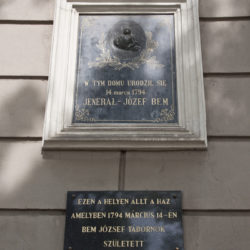 W TYM DOMU URODZIŁ SIĘ
14 marca 1794
JENERAŁ-JÓZEF BEM
EZEN A HELYEN ÁLLT A HÁZ
AMELYBEN 1794 MÁRCIUS 14-ÉN
BEM JÓZSEF TÁBORNOK
SZÜLETETT